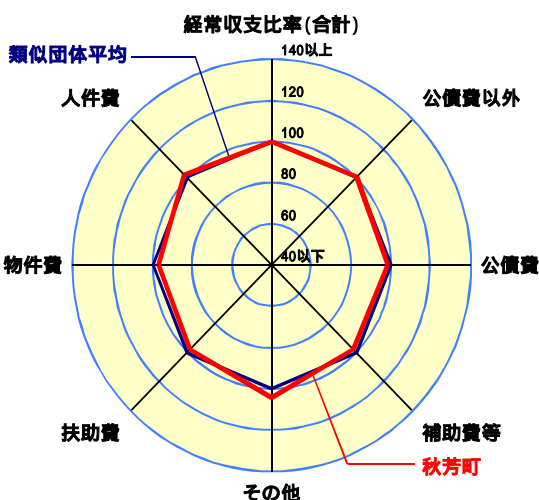 経常収支比率(合計)
140以上
類似団体平均
120
人件費
公債費以外
100
80
60
40以下
物件費
公債費
扶助費
補助費等
秋芳町
その他